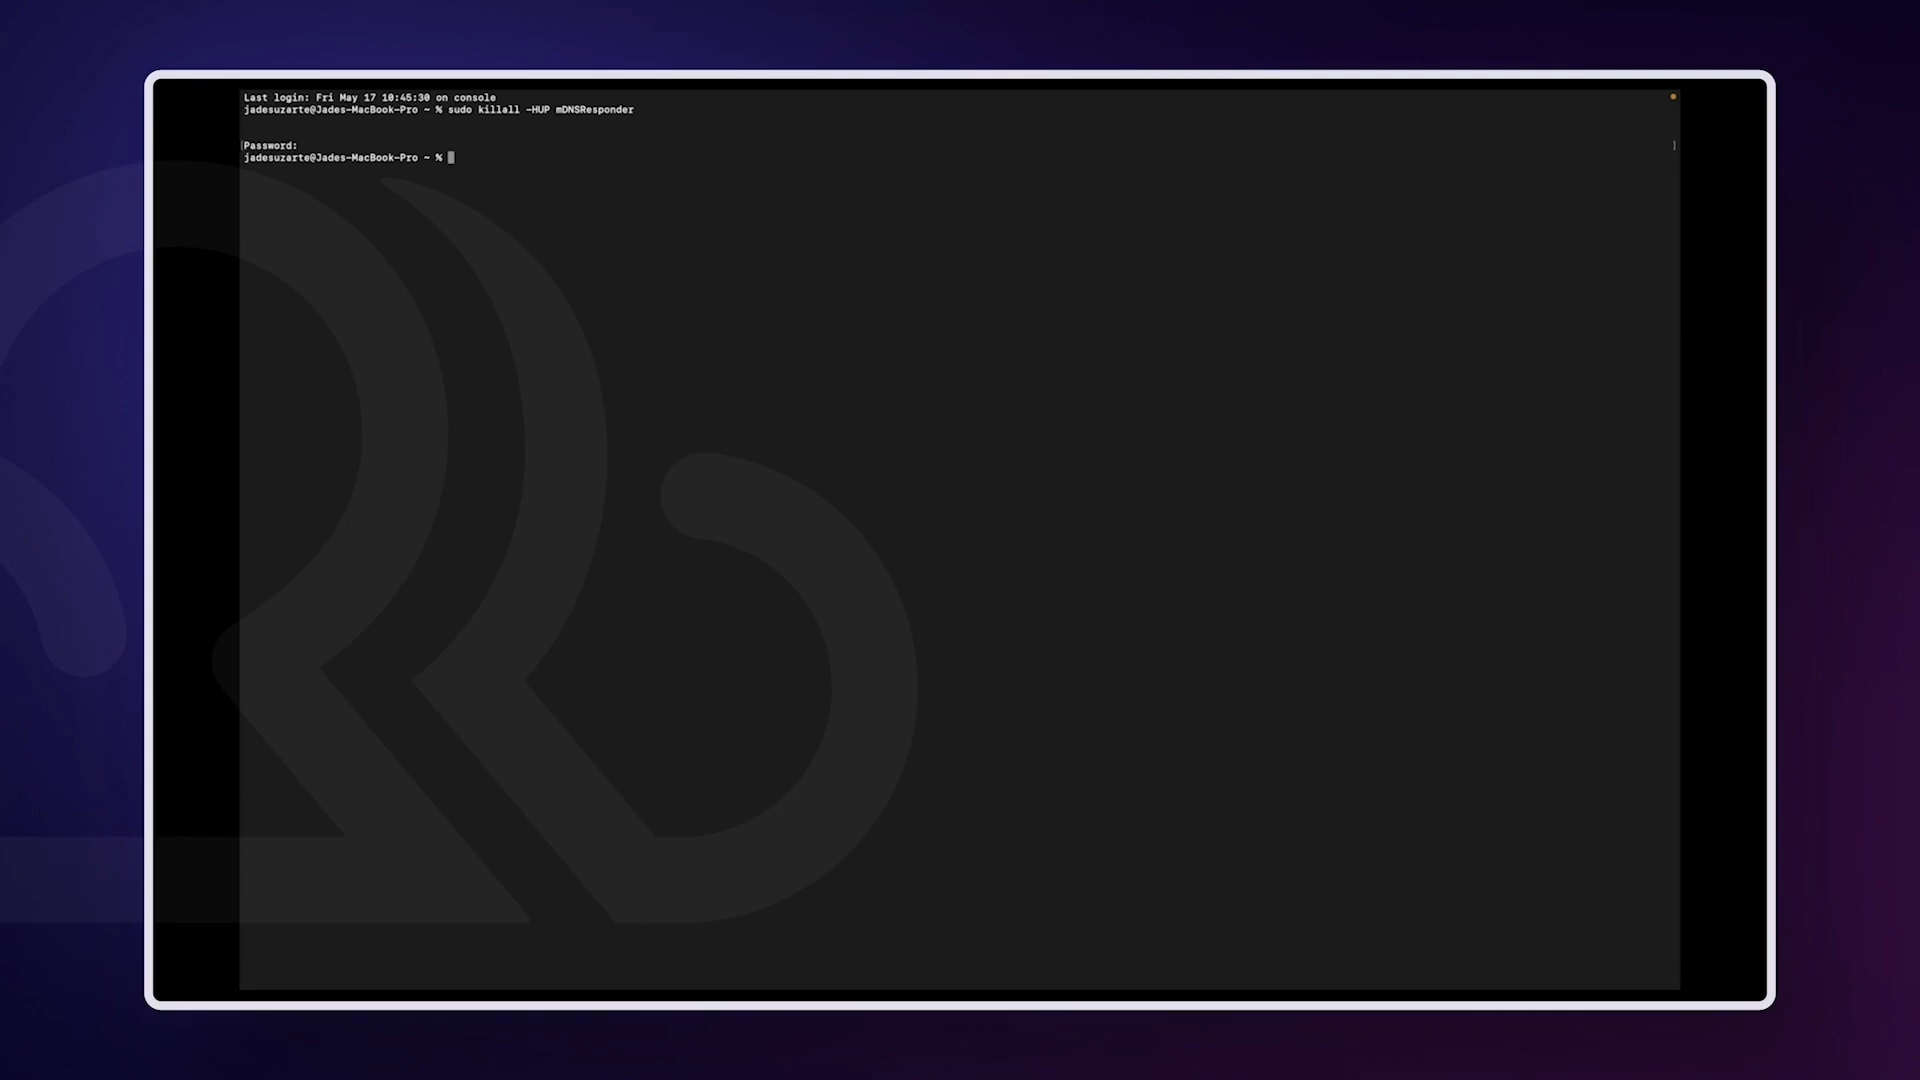 Last login: Fri May 17 10:45:30 on console
jadesuzarte@Jades-MacBook-Pro ~ % sudo killall -HUP mDNSResponder
[Password: ]
jadesuzarte@Jades-MacBook-Pro ~ %